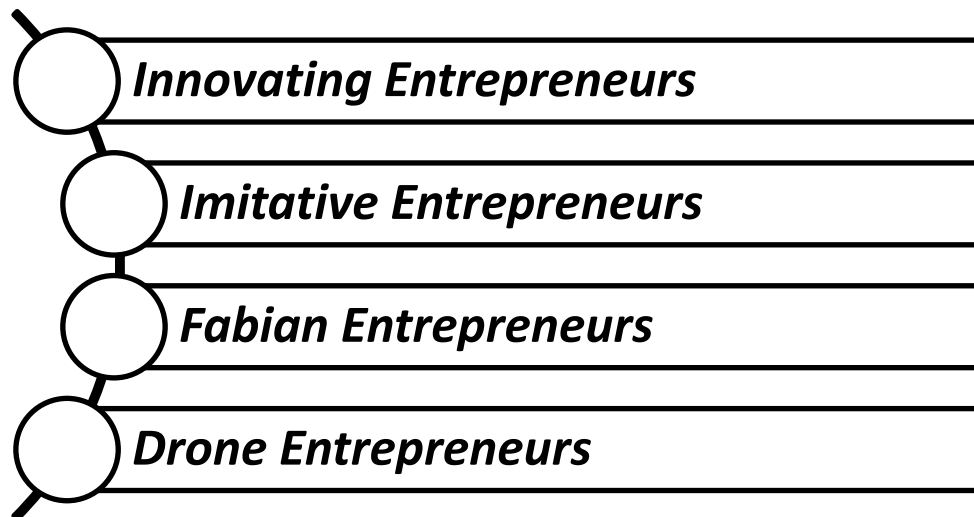 Innovating Entrepreneurs
Imitative Entrepreneurs
Fabian Entrepreneurs
Drone Entrepreneurs